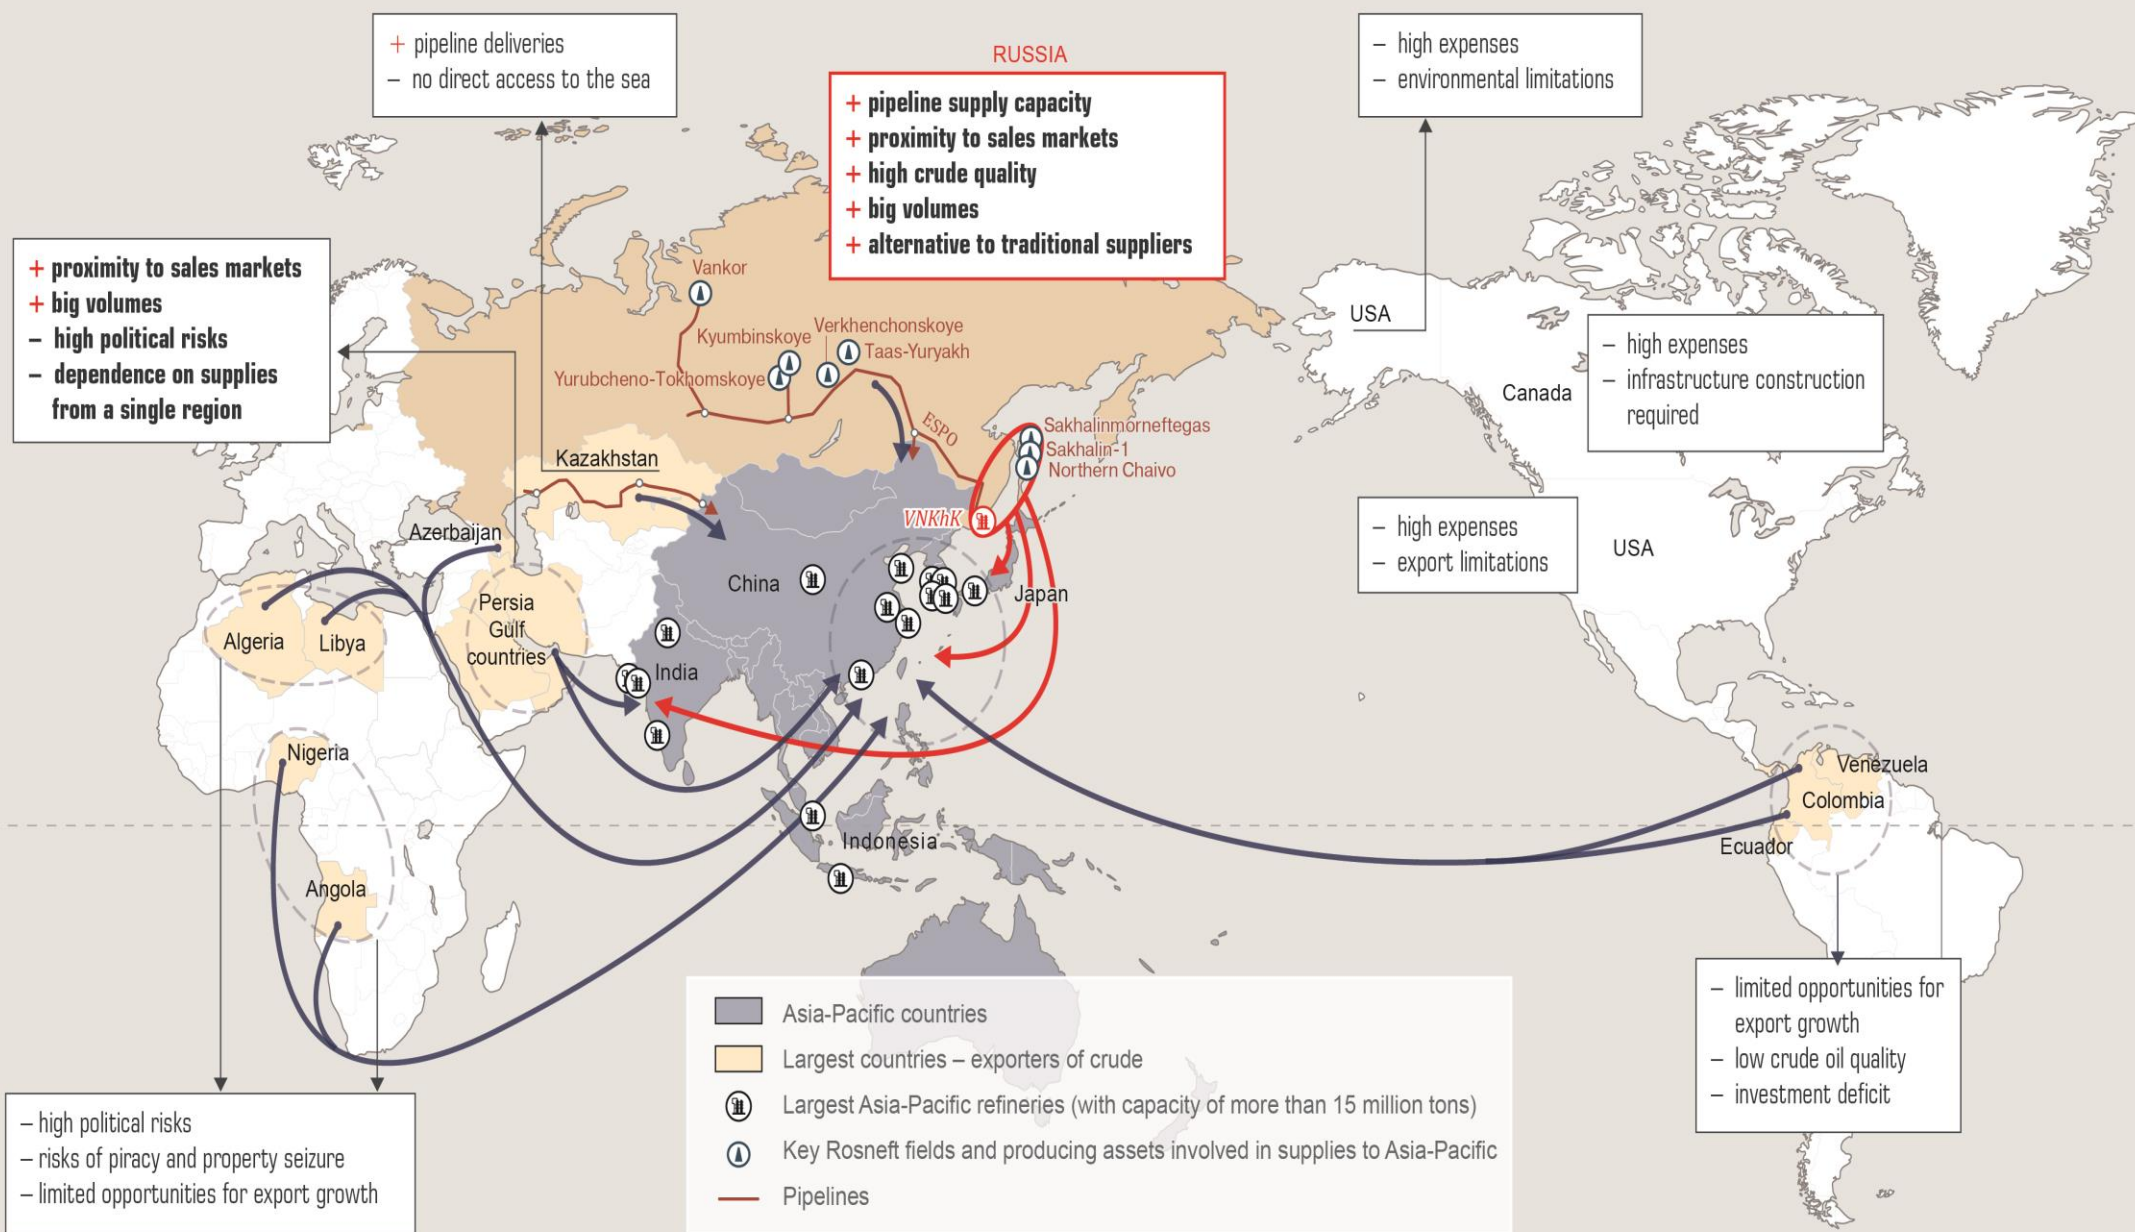 + pipeline deliveries
– no direct access to the sea
RUSSIA
+ pipeline supply capacity
+ proximity to sales markets
+ high crude quality
+ big volumes
+ alternative to traditional suppliers
– high expenses
– environmental limitations
+ proximity to sales markets
+ big volumes
– high political risks
– dependence on supplies
from a single region
Vankor
Kyumbinskoye
Verkhenchonskoye
Taas-Yuryakh
Yurubcheno-Tokhomskoye
ESPO
Sakhalinmorneftegas
Sakhalin-1
Northern Chaivo
VNKhK
USA
Canada
– high expenses
– infrastructure construction
required
– high expenses
– export limitations
USA
Kazakhstan
Azerbaijan
China
Japan
Persia
Gulf
countries
Algeria
Libya
India
Nigeria
Angola
Indonesia
Venezuela
Colombia
Ecuador
– limited opportunities for
export growth
– low crude oil quality
– investment deficit
– high political risks
– risks of piracy and property seizure
– limited opportunities for export growth
Asia-Pacific countries
Largest countries – exporters of crude
Largest Asia-Pacific refineries (with capacity of more than 15 million tons)
Key Rosneft fields and producing assets involved in supplies to Asia-Pacific
Pipelines